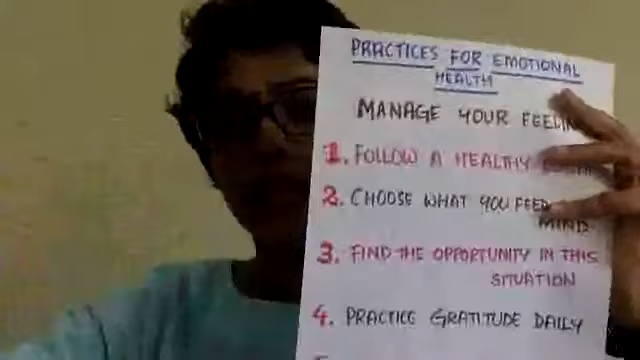 PRACTICES FOR EMOTIONAL
HEALTH
MANAGE YOUR
1. FOLLOW A HEALTHY
2. CHOOSE WHAT YOU FEED
MIND
3. FIND THE OPPORTUNITY IN THIS
SITUATION
4. PRACTICE GRATITUDE DAILY